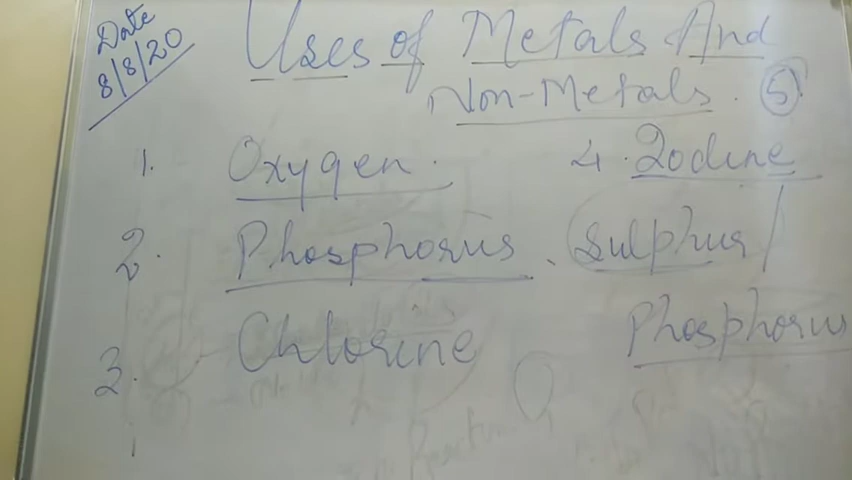 Date
8/8/20
Uses of Metals And
Non-Metals. 5
1. Oxygen.
4. Iodine
2. Phosphorus. (Sulphur/
Phosphorus
3. Chlorine